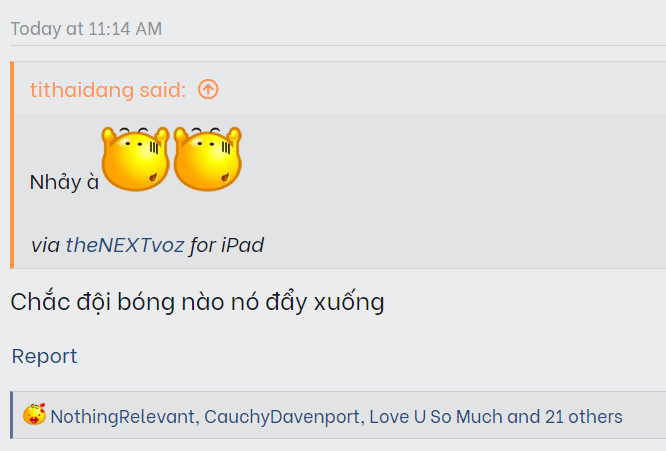 Today at 11:14 AM
tithaidang said:
Nhảy à
via theNEXTvoz for iPad
Chắc đội bóng nào nó đẩy xuống
Report
NothingRelevant, CauchyDavenport, Love U So Much and 21 others